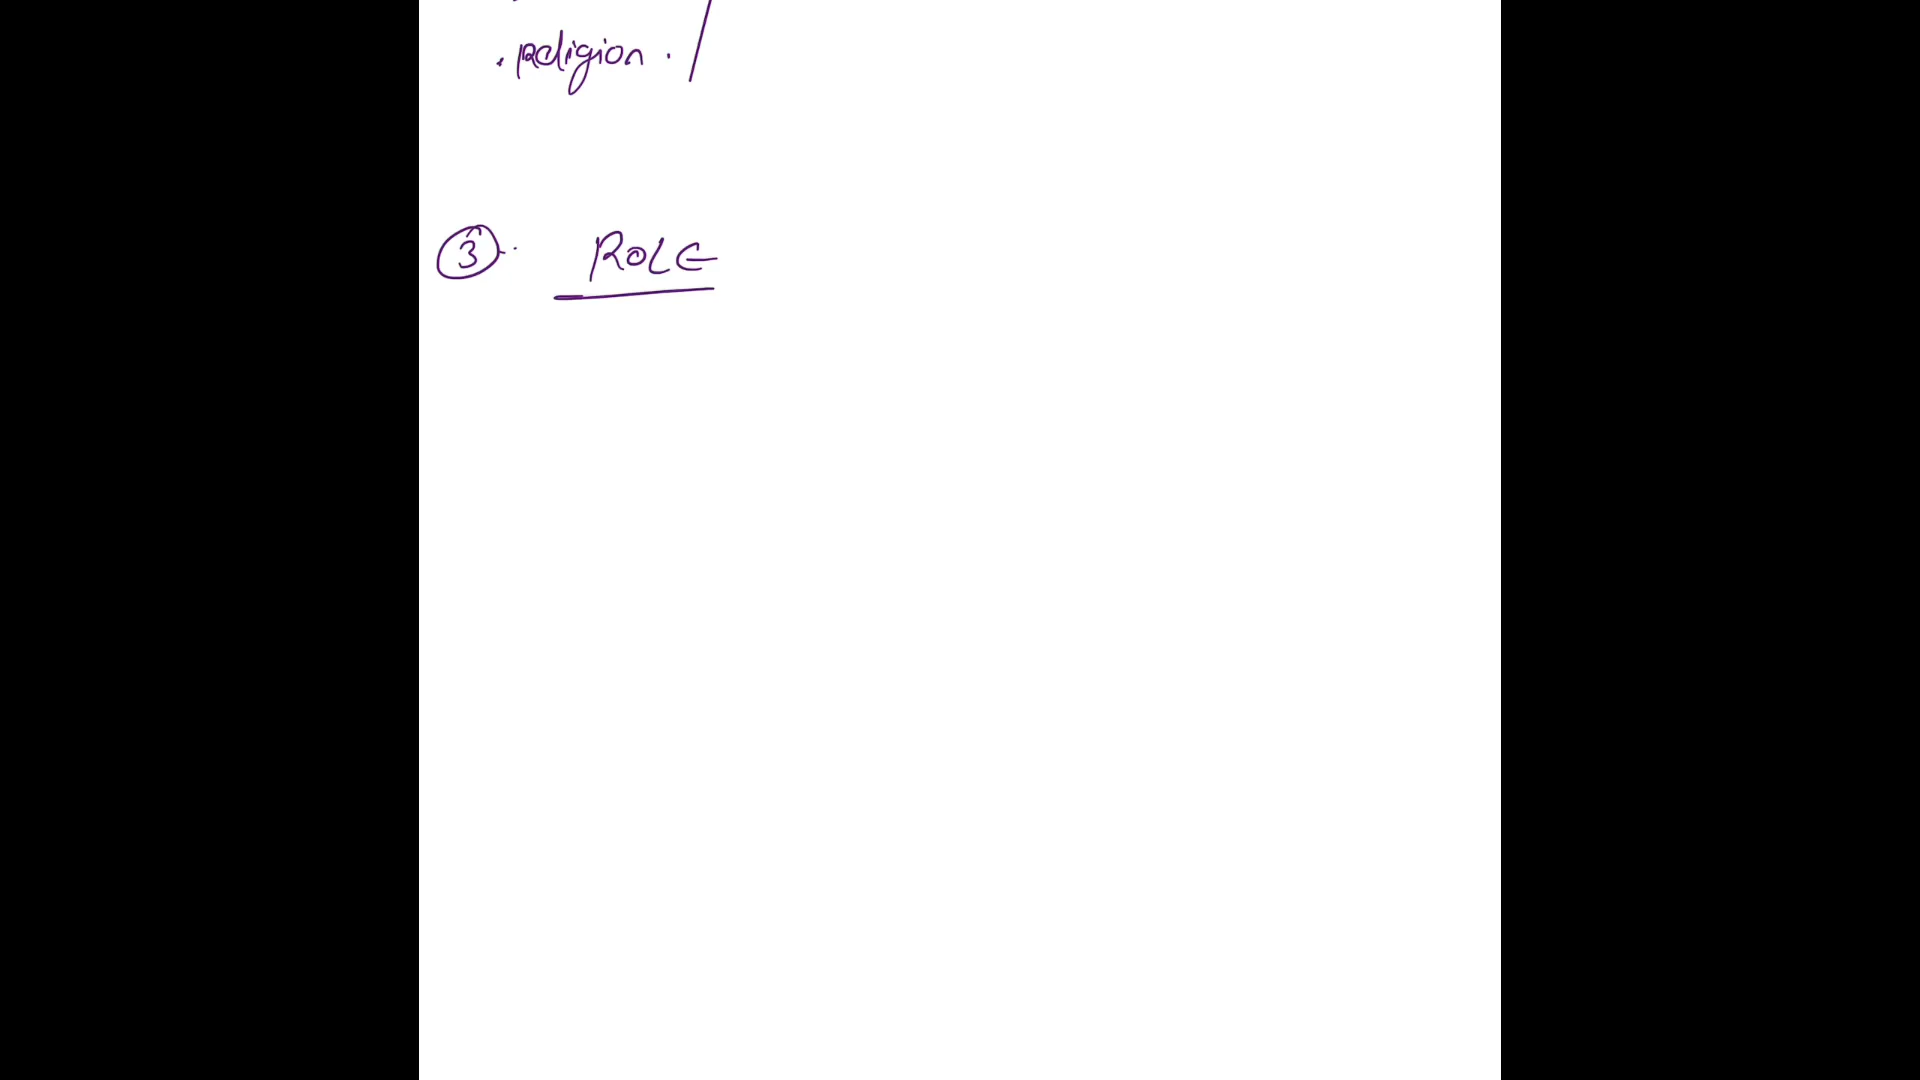 . Religion . /
③ . ROLE